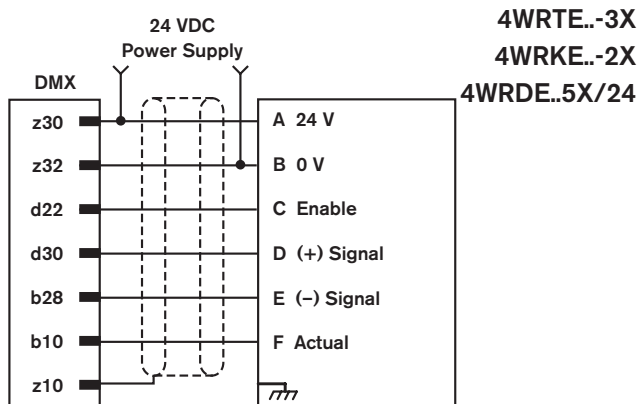 24 VDC
Power Supply
4WRTE..-3X
4WRKE..-2X
4WRDE..5X/24
DMX
z30
A 24 V
z32
B 0 V
d22
C Enable
d30
D (+) Signal
b28
E (–) Signal
b10
F Actual
z10